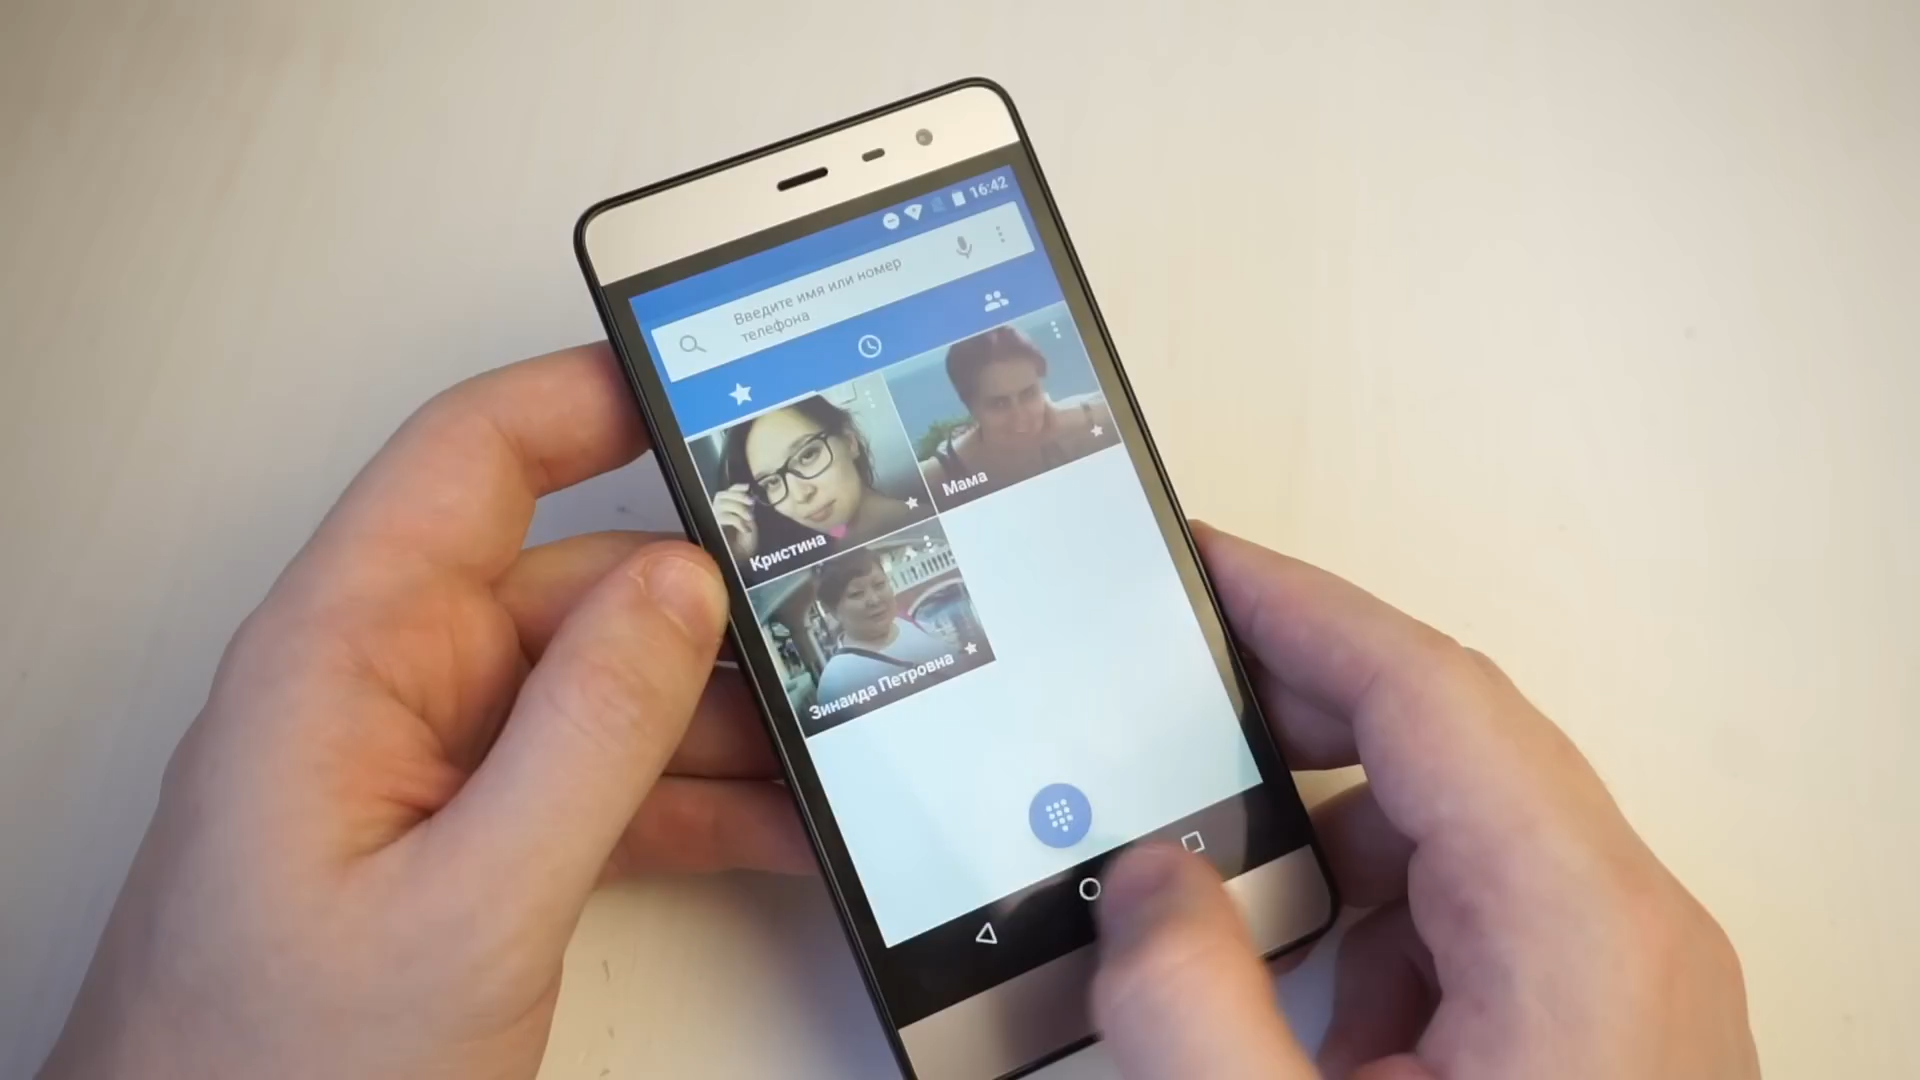 16:42
Введите имя или номер
телефона
Кристина
Мама
Зинаида Петровна